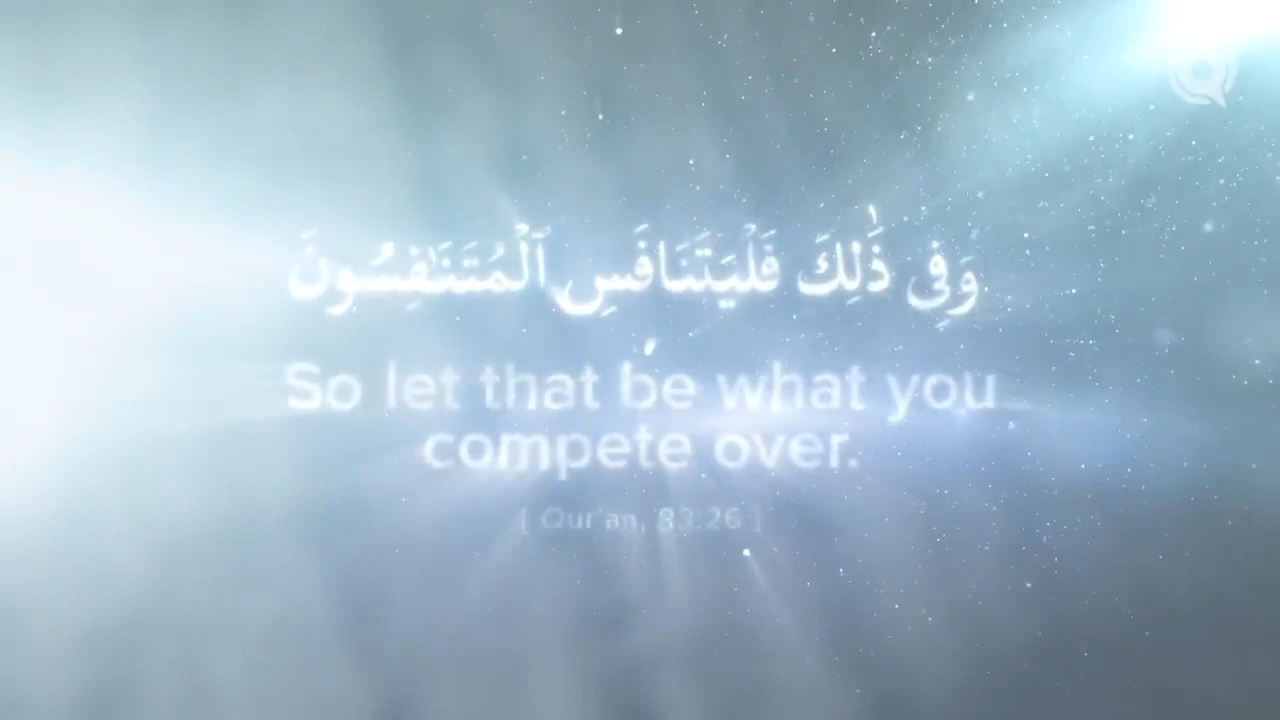 وَفِى ذَٰلِكَ فَلْيَتَنَافَسِ ٱلْمُتَنَـٰفِسُونَ
So let that be what you
compete over.
[ Qur'an, 83:26 ]